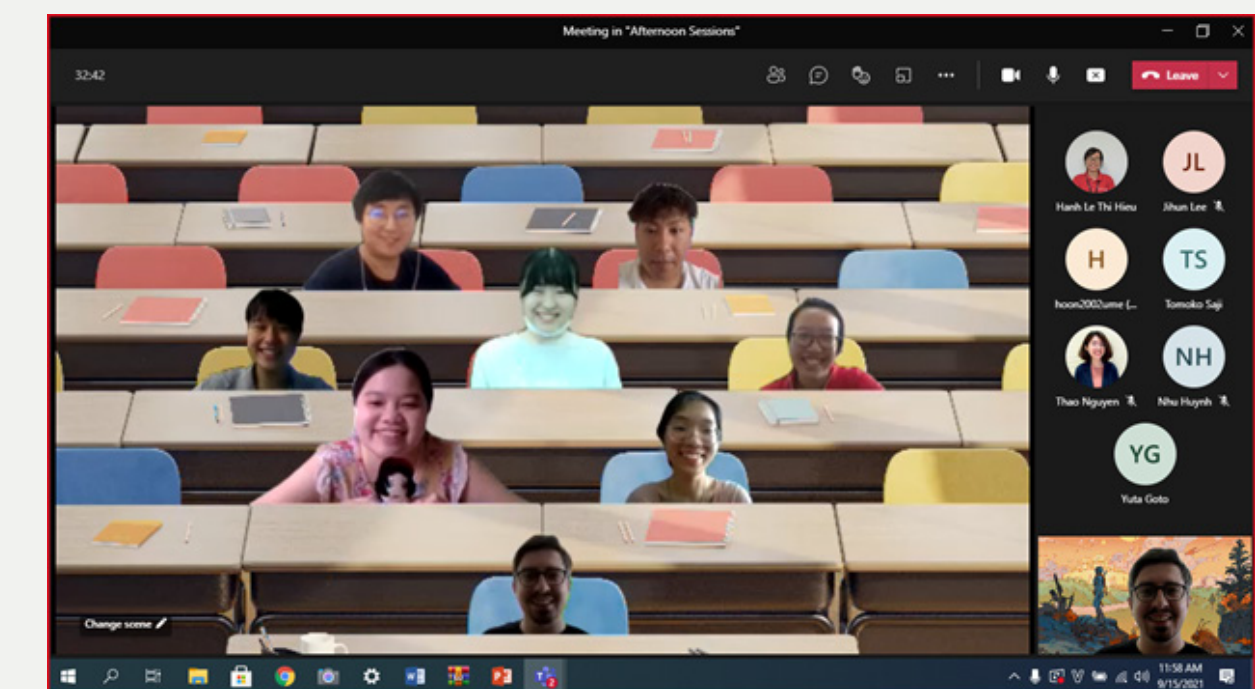 Meeting in "Afternoon Sessions"
32:42
Leave
Hanh Le Thi Hieu
JL
Jihun Lee
H
hoon2002ume (...
TS
Tomoko Saji
Thao Nguyen
NH
Nhu Huynh
YG
Yuta Goto
Change scene
11:58 AM
9/15/2021